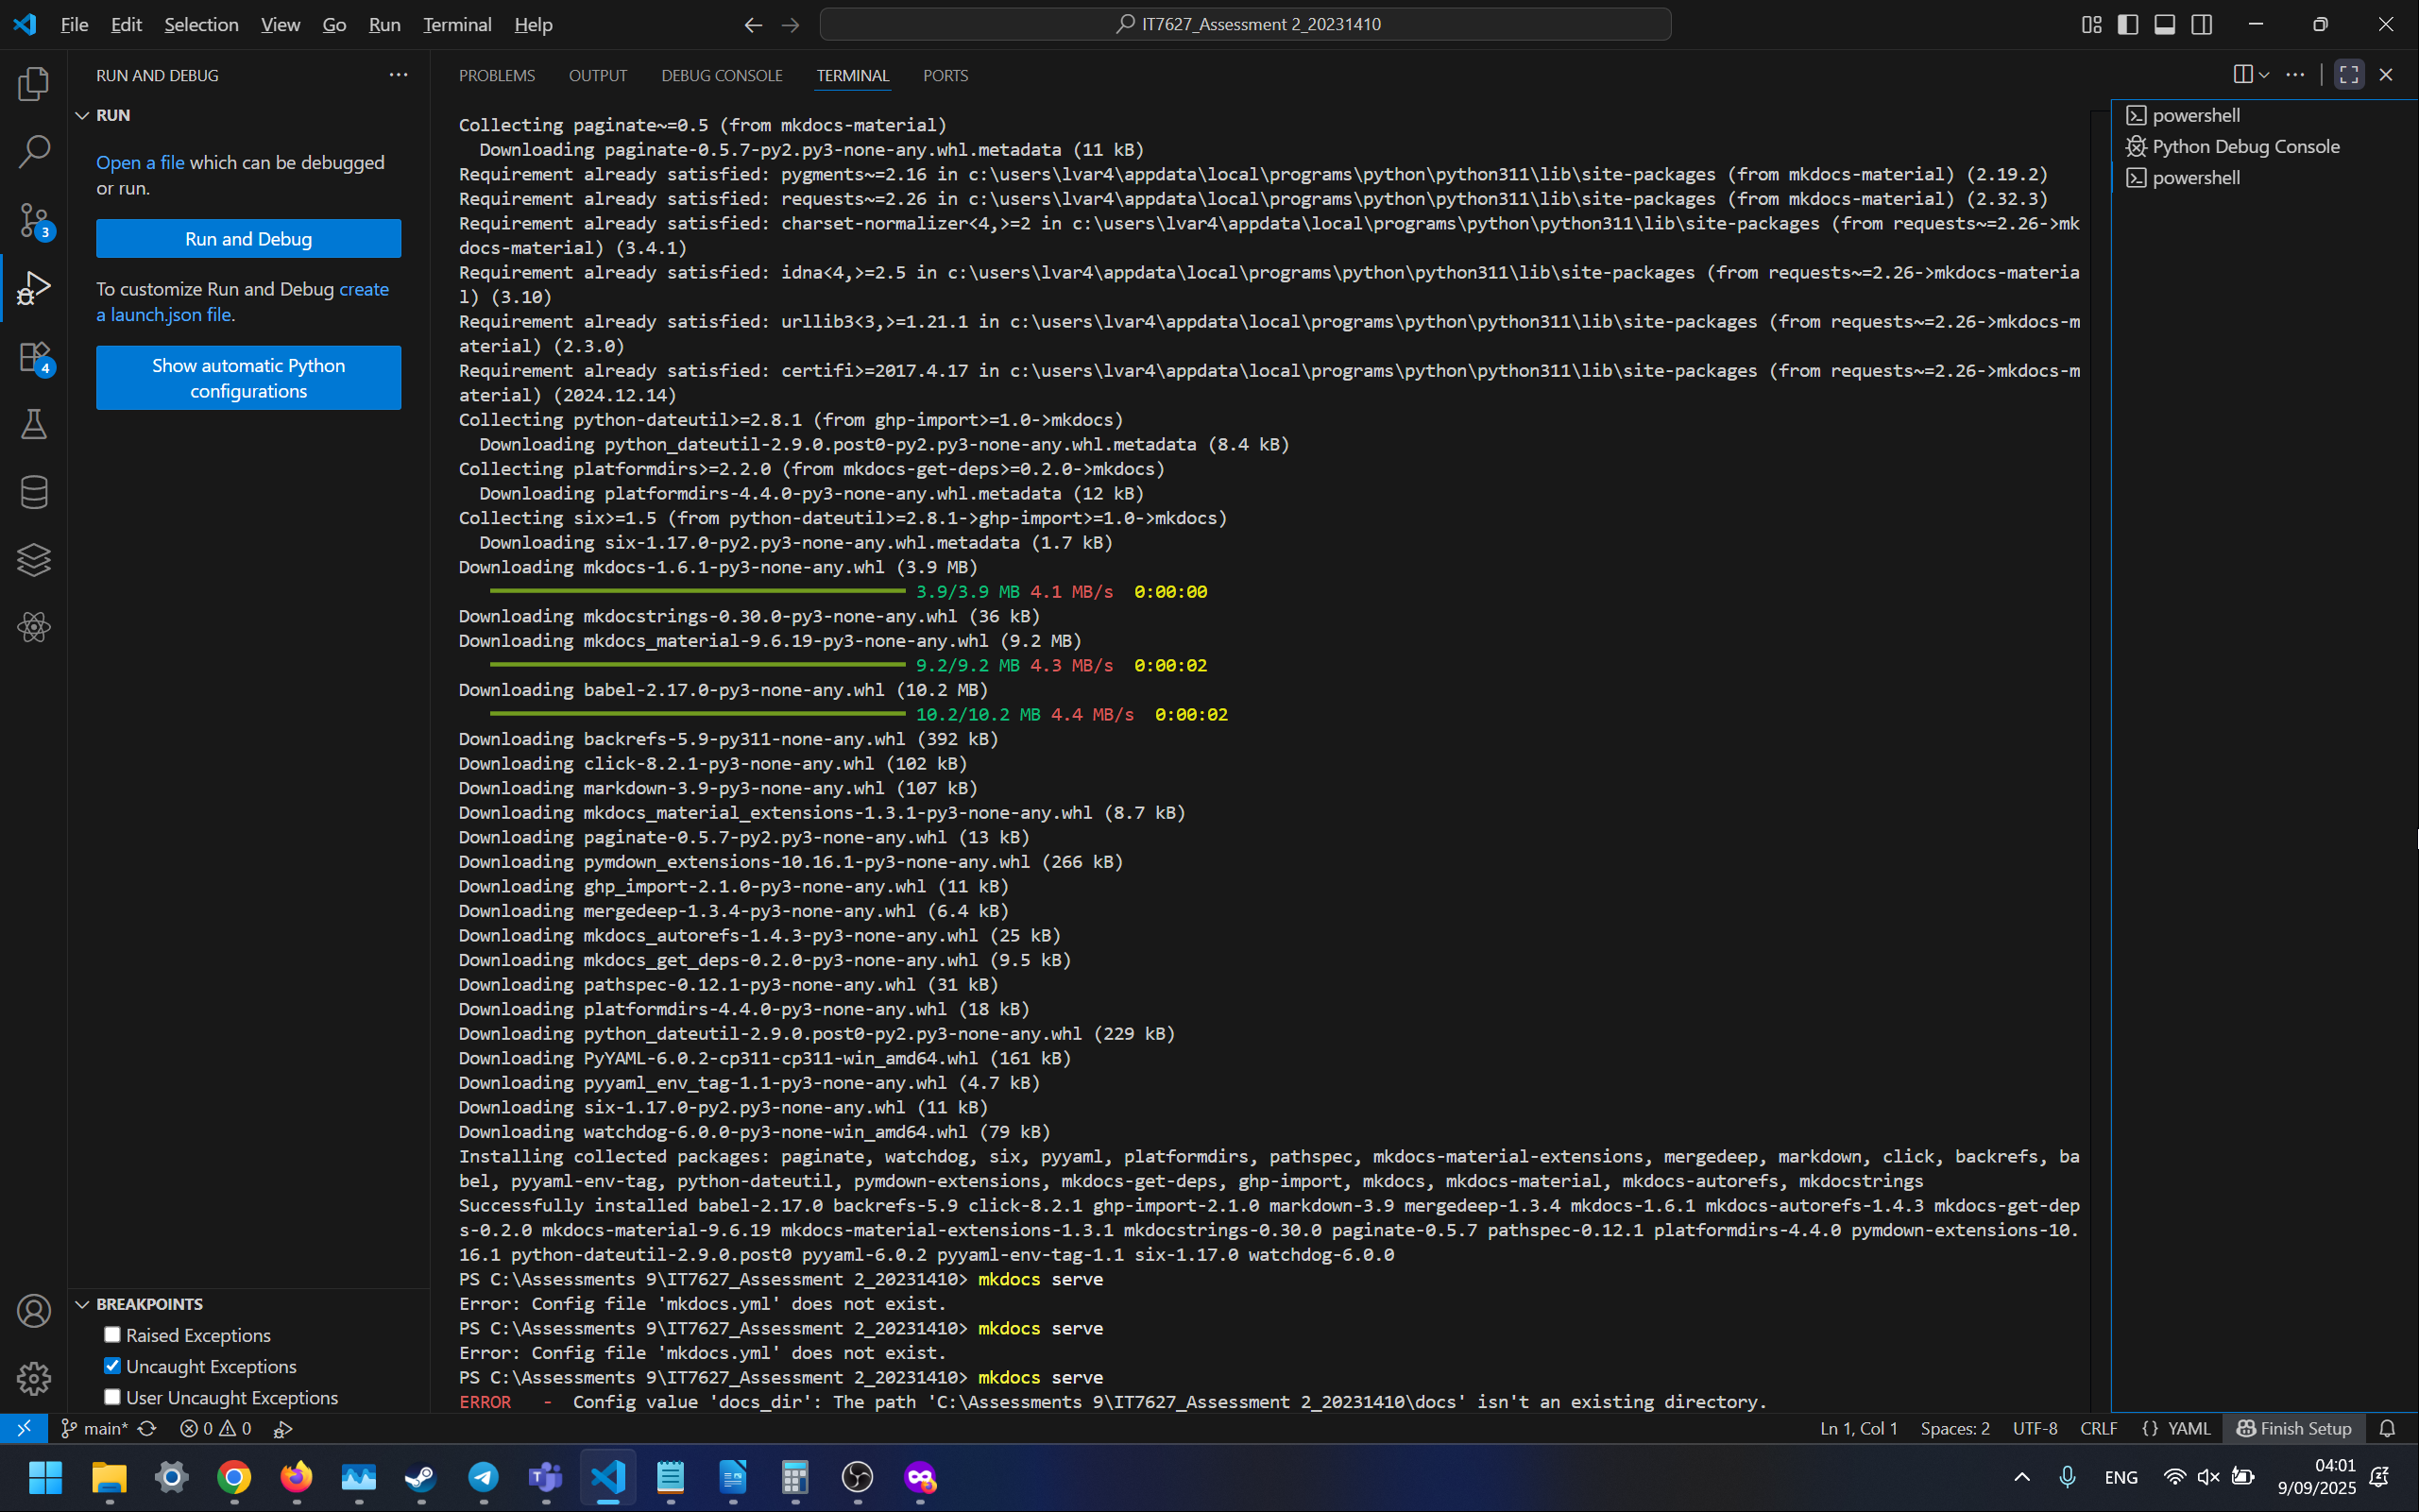 File Edit Selection View Go Run Terminal Help
IT7627_Assessment 2_20231410
RUN AND DEBUG
RUN
Open a file which can be debugged
or run.
Run and Debug
To customize Run and Debug create
a launch.json file.
Show automatic Python
configurations
3
4
PROBLEMS OUTPUT DEBUG CONSOLE TERMINAL PORTS
Collecting paginate~=0.5 (from mkdocs-material)
Downloading paginate-0.5.7-py2.py3-none-any.whl.metadata (11 kB)
Requirement already satisfied: pygments~=2.16 in c:\users\lvar4\appdata\local\programs\python\python311\lib\site-packages (from mkdocs-material) (2.19.2)
Requirement already satisfied: requests~=2.26 in c:\users\lvar4\appdata\local\programs\python\python311\lib\site-packages (from mkdocs-material) (2.32.3)
Requirement already satisfied: charset-normalizer<4,>=2 in c:\users\lvar4\appdata\local\programs\python\python311\lib\site-packages (from requests~=2.26->mk
docs-material) (3.4.1)
Requirement already satisfied: idna<4,>=2.5 in c:\users\lvar4\appdata\local\programs\python\python311\lib\site-packages (from requests~=2.26->mkdocs-materia
l) (3.10)
Requirement already satisfied: urllib3<3,>=1.21.1 in c:\users\lvar4\appdata\local\programs\python\python311\lib\site-packages (from requests~=2.26->mkdocs-m
aterial) (2.3.0)
Requirement already satisfied: certifi>=2017.4.17 in c:\users\lvar4\appdata\local\programs\python\python311\lib\site-packages (from requests~=2.26->mkdocs-m
aterial) (2024.12.14)
Collecting python-dateutil>=2.8.1 (from ghp-import>=1.0->mkdocs)
Downloading python_dateutil-2.9.0.post0-py2.py3-none-any.whl.metadata (8.4 kB)
Collecting platformdirs>=2.2.0 (from mkdocs-get-deps>=0.2.0->mkdocs)
Downloading platformdirs-4.4.0-py3-none-any.whl.metadata (12 kB)
Collecting six>=1.5 (from python-dateutil>=2.8.1->ghp-import>=1.0->mkdocs)
Downloading six-1.17.0-py2.py3-none-any.whl.metadata (1.7 kB)
Downloading mkdocs-1.6.1-py3-none-any.whl (3.9 MB)
3.9/3.9 MB 4.1 MB/s 0:00:00
Downloading mkdocstrings-0.30.0-py3-none-any.whl (36 kB)
Downloading mkdocs_material-9.6.19-py3-none-any.whl (9.2 MB)
9.2/9.2 MB 4.3 MB/s 0:00:02
Downloading babel-2.17.0-py3-none-any.whl (10.2 MB)
10.2/10.2 MB 4.4 MB/s 0:00:02
Downloading backrefs-5.9-py311-none-any.whl (392 kB)
Downloading click-8.2.1-py3-none-any.whl (102 kB)
Downloading markdown-3.9-py3-none-any.whl (107 kB)
Downloading mkdocs_material_extensions-1.3.1-py3-none-any.whl (8.7 kB)
Downloading paginate-0.5.7-py2.py3-none-any.whl (13 kB)
Downloading pymdown_extensions-10.16.1-py3-none-any.whl (266 kB)
Downloading ghp_import-2.1.0-py3-none-any.whl (11 kB)
Downloading mergedeep-1.3.4-py3-none-any.whl (6.4 kB)
Downloading mkdocs_autorefs-1.4.3-py3-none-any.whl (25 kB)
Downloading mkdocs_get_deps-0.2.0-py3-none-any.whl (9.5 kB)
Downloading pathspec-0.12.1-py3-none-any.whl (31 kB)
Downloading platformdirs-4.4.0-py3-none-any.whl (18 kB)
Downloading python_dateutil-2.9.0.post0-py2.py3-none-any.whl (229 kB)
Downloading PyYAML-6.0.2-cp311-cp311-win_amd64.whl (161 kB)
Downloading pyyaml_env_tag-1.1-py3-none-any.whl (4.7 kB)
Downloading six-1.17.0-py2.py3-none-any.whl (11 kB)
Downloading watchdog-6.0.0-py3-none-win_amd64.whl (79 kB)
Installing collected packages: paginate, watchdog, six, pyyaml, platformdirs, pathspec, mkdocs-material-extensions, mergedeep, markdown, click, backrefs, ba
bel, pyyaml-env-tag, python-dateutil, pymdown-extensions, mkdocs-get-deps, ghp-import, mkdocs, mkdocs-material, mkdocs-autorefs, mkdocstrings
Successfully installed babel-2.17.0 backrefs-5.9 click-8.2.1 ghp-import-2.1.0 markdown-3.9 mergedeep-1.3.4 mkdocs-1.6.1 mkdocs-autorefs-1.4.3 mkdocs-get-dep
s-0.2.0 mkdocs-material-9.6.19 mkdocs-material-extensions-1.3.1 mkdocstrings-0.30.0 paginate-0.5.7 pathspec-0.12.1 platformdirs-4.4.0 pymdown-extensions-10.
16.1 python-dateutil-2.9.0.post0 pyyaml-6.0.2 pyyaml-env-tag-1.1 six-1.17.0 watchdog-6.0.0
PS C:\Assessments 9\IT7627_Assessment 2_20231410> mkdocs serve
Error: Config file 'mkdocs.yml' does not exist.
PS C:\Assessments 9\IT7627_Assessment 2_20231410> mkdocs serve
Error: Config file 'mkdocs.yml' does not exist.
PS C:\Assessments 9\IT7627_Assessment 2_20231410> mkdocs serve
ERROR - Config value 'docs_dir': The path 'C:\Assessments 9\IT7627_Assessment 2_20231410\docs' isn't an existing directory.
powershell
Python Debug Console
powershell
BREAKPOINTS
Raised Exceptions
Uncaught Exceptions
User Uncaught Exceptions
main* 0 0
Ln 1, Col 1 Spaces: 2 UTF-8 CRLF {} YAML Finish Setup
ENG
04:01
9/09/2025